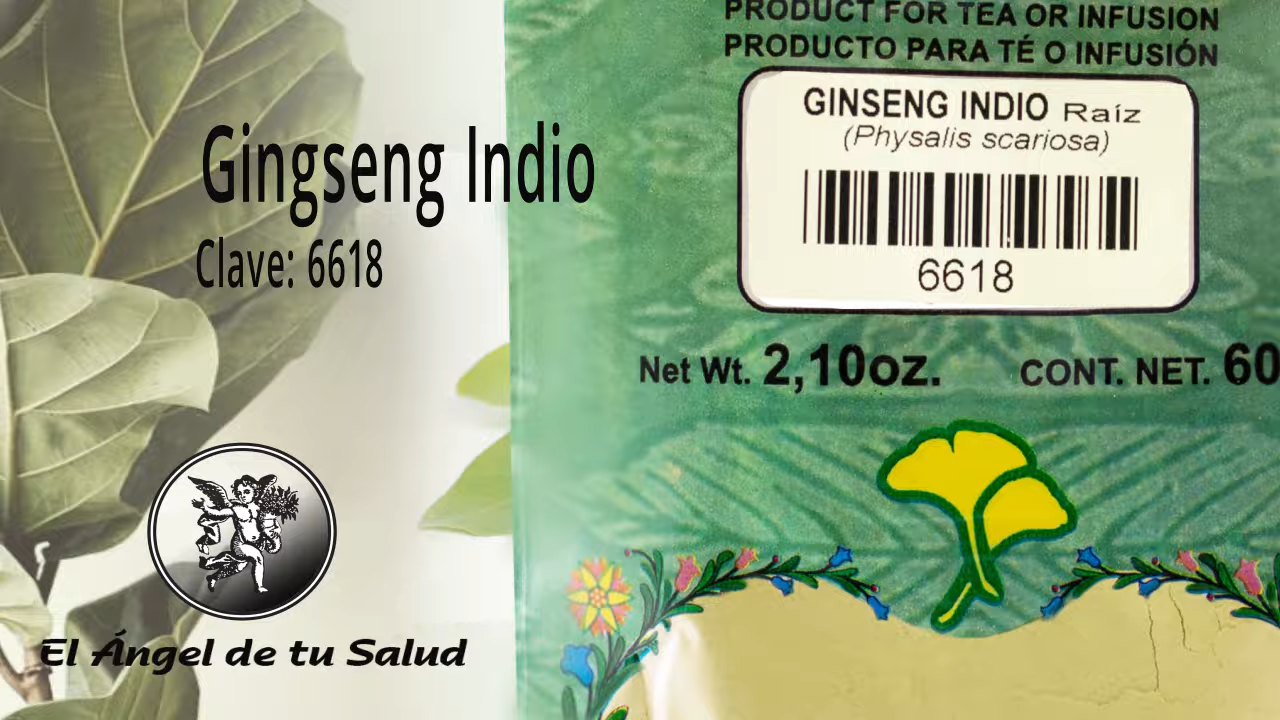 PRODUCT FOR TEA OR INFUSION
PRODUCTO PARA TÉ O INFUSIÓN
GINSENG INDIO Raíz
(Physalis scariosa)
6618
Net Wt. 2,10oz. CONT. NET. 60
Gingseng Indio
Clave: 6618
El Ángel de tu Salud